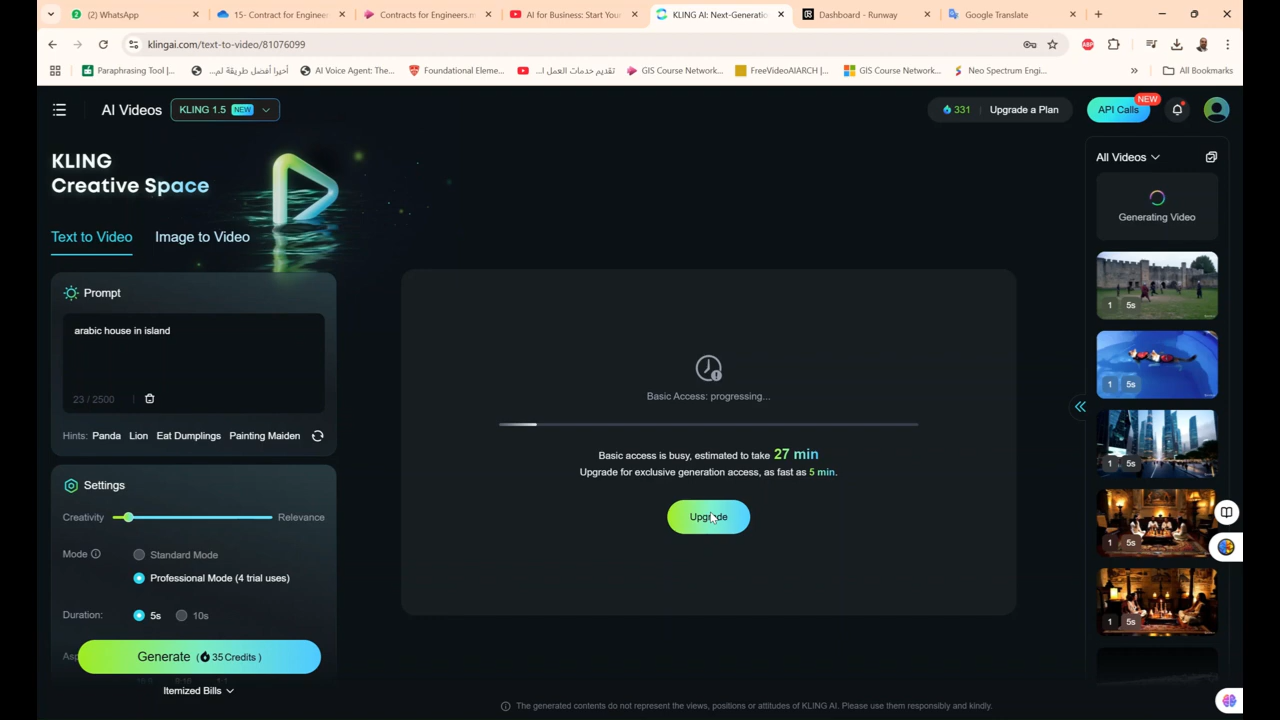 (2) WhatsApp
15- Contract for Engineer
Contracts for Engineers.m
AI for Business: Start You
KLING AI: Next-Generatio
Dashboard - Runway
Google Translate
klingai.com/text-to-video/81076099
Paraphrasing Tool |...
أخيرا أفضل طريقة لم...
AI Voice Agent: The...
Foundational Eleme...
تقديم خدمات العمل ا...
GIS Course Network...
FreeVideoAIARCH |...
GIS Course Network...
Neo Spectrum Engi...
All Bookmarks
AI Videos
KLING 1.5 NEW
331
Upgrade a Plan
API Calls
NEW
KLING
Creative Space
All Videos
Generating Video
Text to Video
Image to Video
Prompt
arabic house in island
23 / 2500
Hints: Panda Lion Eat Dumplings Painting Maiden
Settings
Creativity
Relevance
Mode
Standard Mode
Professional Mode (4 trial uses)
Duration:
5s
10s
Generate ( 35 Credits )
Itemized Bills
Basic Access: progressing...
Basic access is busy, estimated to take 27 min
Upgrade for exclusive generation access, as fast as 5 min.
Upgrade
1 5s
1 5s
1 5s
1 5s
1 5s
The generated contents do not represent the views, positions or attitudes of KLING AI. Please use them responsibly and kindly.